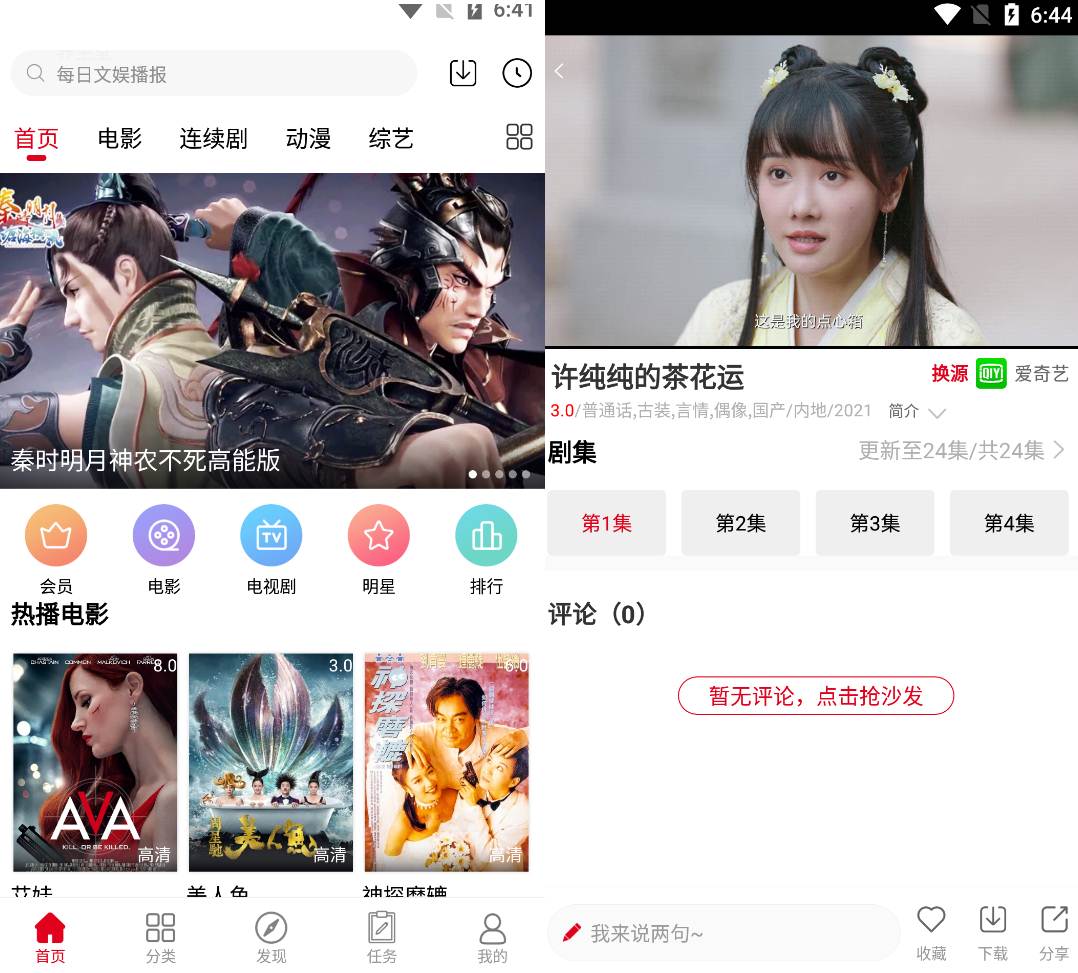 6:41
每日文娱播报
首页 电影 连续剧 动漫 综艺
秦时明月神农不死高能版
会员 电影 电视剧 明星 排行
TV
热播电影
8.0
COMMON MALKOVICH
AVA
KILL. OR BE KILLED.
高清
3.0
周星驰
美人鱼
高清
6.0
神探磨辘
高清
艾娃 美人鱼 神探磨辘
首页 分类 发现 任务 我的
6:44
这是我的点心箱
许纯纯的茶花运
换源 QIY 爱奇艺
3.0/普通话,古装,言情,偶像,国产/内地/2021 简介
剧集 更新至24集/共24集
第1集 第2集 第3集 第4集
评论（0）
暂无评论，点击抢沙发
我来说两句~
收藏 下载 分享